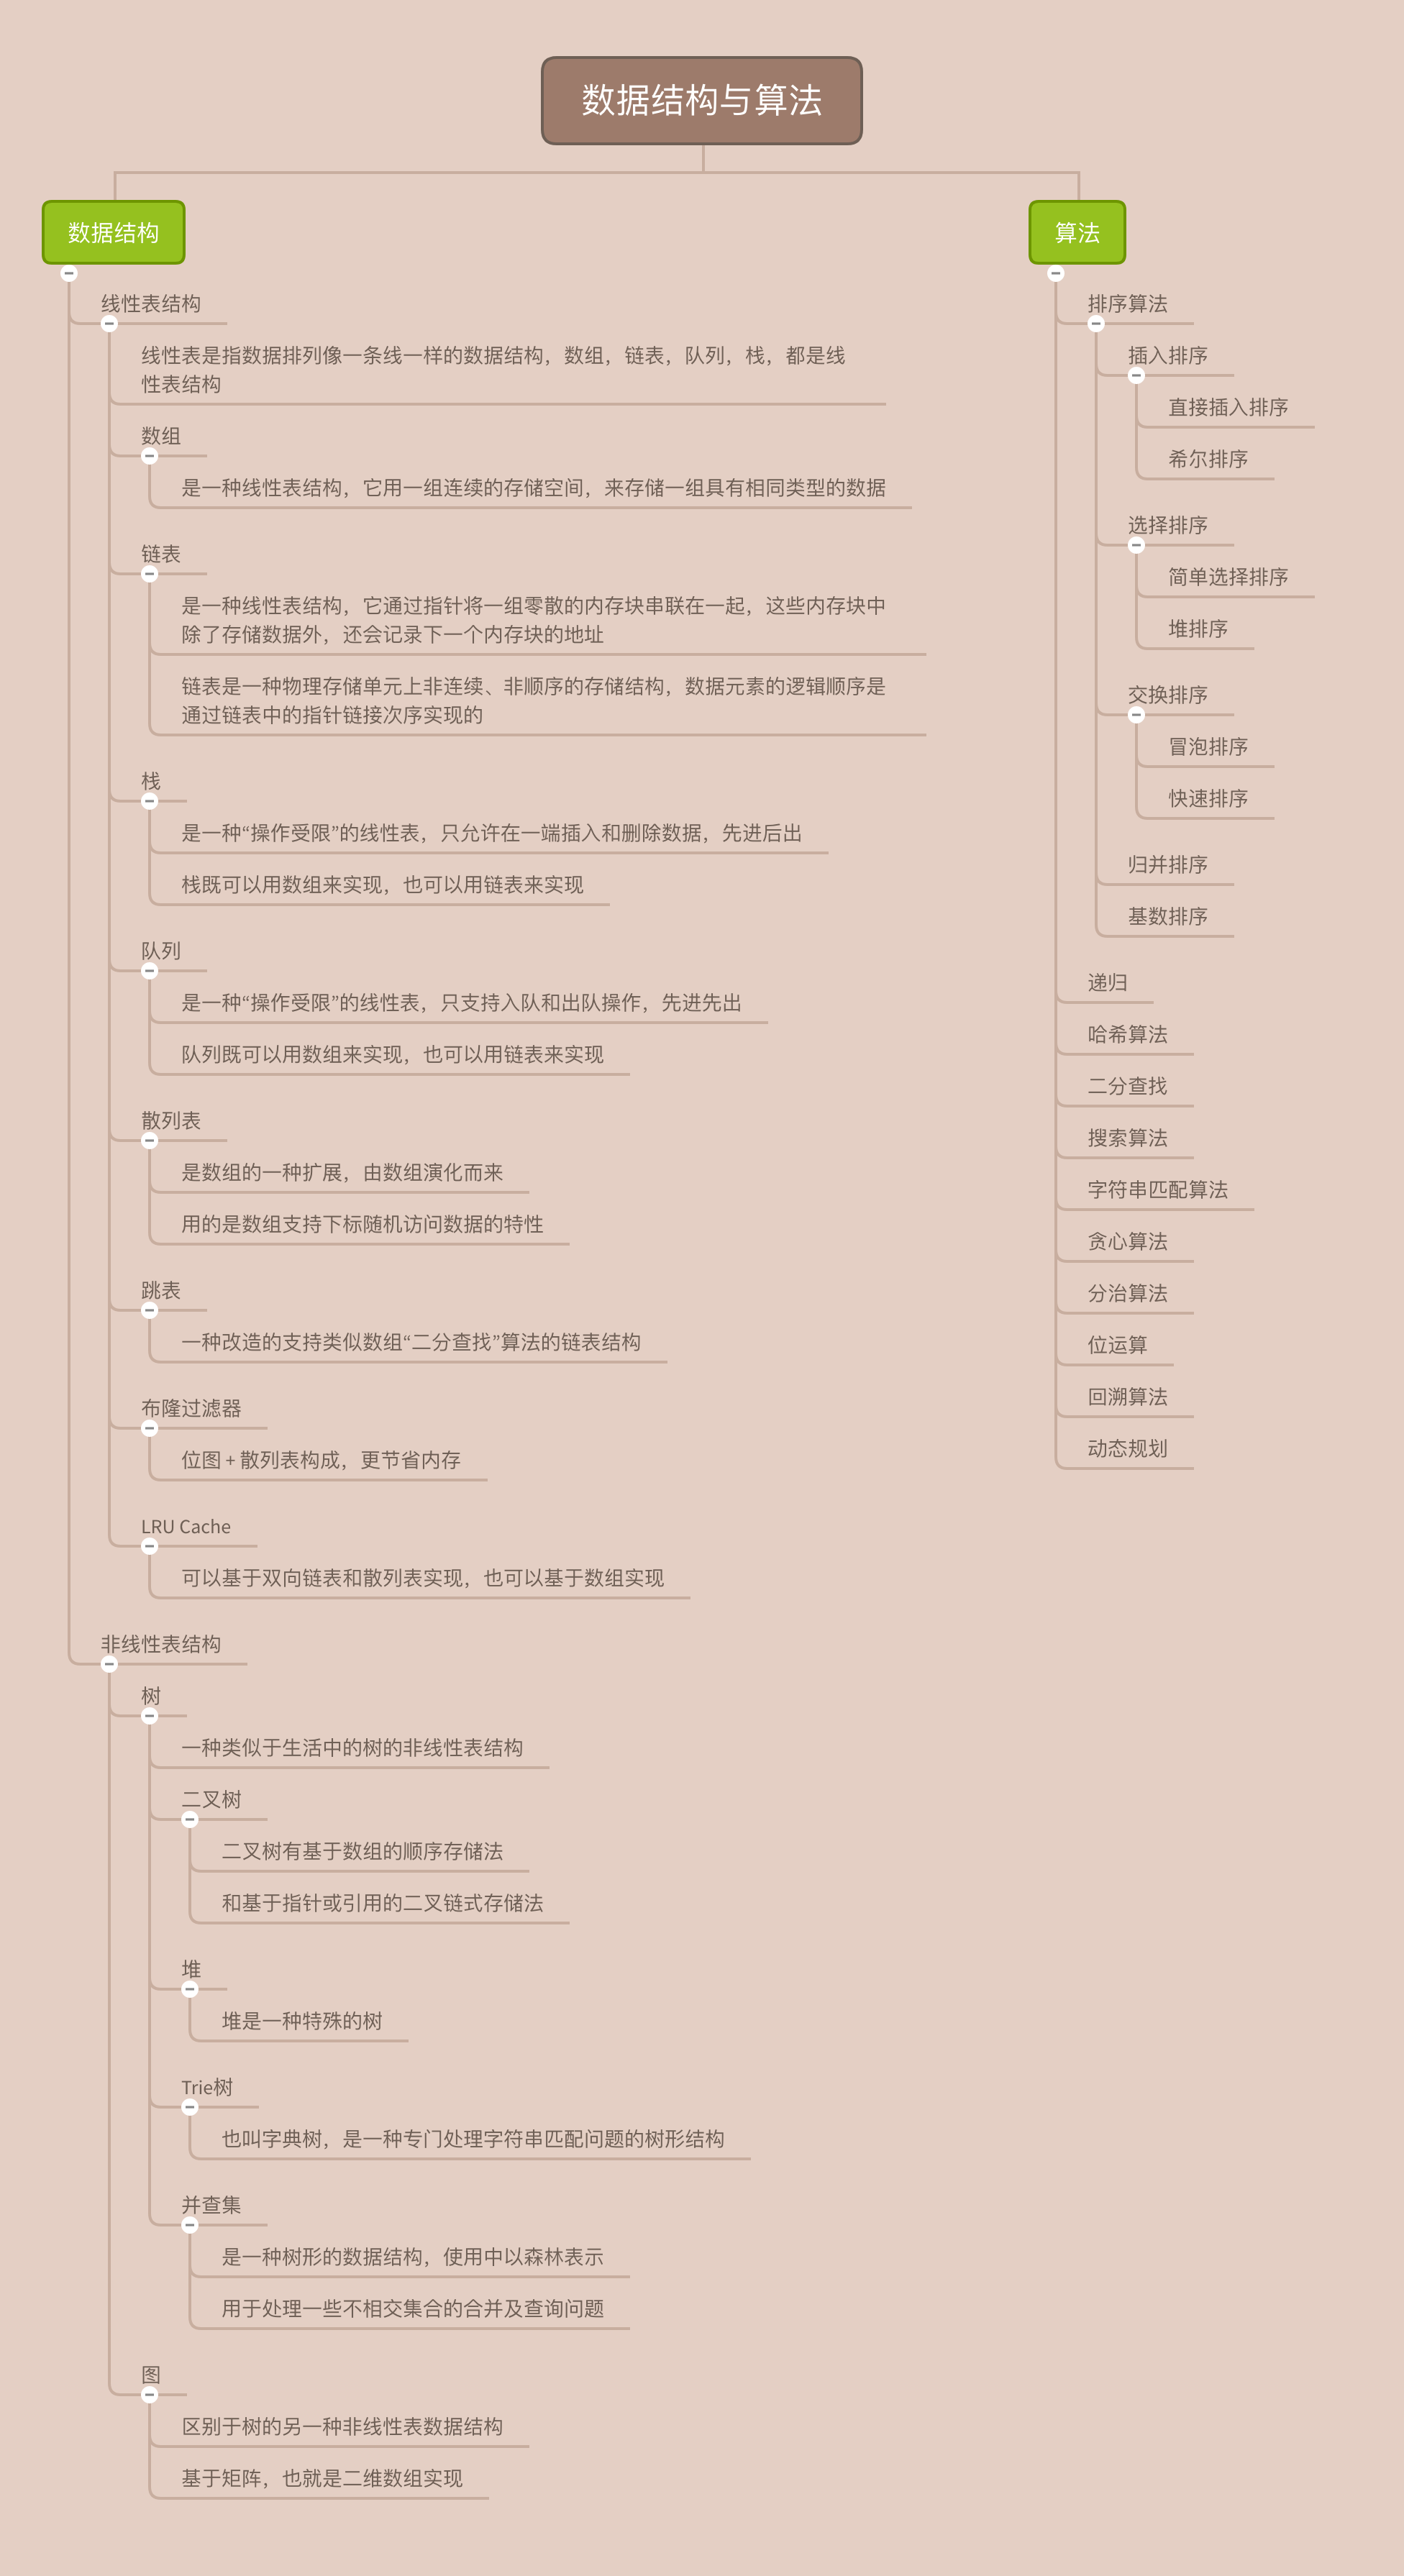 数据结构与算法
数据结构
线性表结构
线性表是指数据排列像一条线一样的数据结构，数组，链表，队列，栈，都是线
性表结构
数组
是一种线性表结构，它用一组连续的存储空间，来存储一组具有相同类型的数据
链表
是一种线性表结构，它通过指针将一组零散的内存块串联在一起，这些内存块中
除了存储数据外，还会记录下一个内存块的地址
链表是一种物理存储单元上非连续、非顺序的存储结构，数据元素的逻辑顺序是
通过链表中的指针链接次序实现的
栈
是一种“操作受限”的线性表，只允许在一端插入和删除数据，先进后出
栈既可以用数组来实现，也可以用链表来实现
队列
是一种“操作受限”的线性表，只支持入队和出队操作，先进先出
队列既可以用数组来实现，也可以用链表来实现
散列表
是数组的一种扩展，由数组演化而来
用的是数组支持下标随机访问数据的特性
跳表
一种改造的支持类似数组“二分查找”算法的链表结构
布隆过滤器
位图 + 散列表构成，更节省内存
LRU Cache
可以基于双向链表和散列表实现，也可以基于数组实现
非线性表结构
树
一种类似于生活中的树的非线性表结构
二叉树
二叉树有基于数组的顺序存储法
和基于指针或引用的二叉链式存储法
堆
堆是一种特殊的树
Trie树
也叫字典树，是一种专门处理字符串匹配问题的树形结构
并查集
是一种树形的数据结构，使用中以森林表示
用于处理一些不相交集合的合并及查询问题
图
区别于树的另一种非线性表数据结构
基于矩阵，也就是二维数组实现
算法
排序算法
插入排序
直接插入排序
希尔排序
选择排序
简单选择排序
堆排序
交换排序
冒泡排序
快速排序
归并排序
基数排序
递归
哈希算法
二分查找
搜索算法
字符串匹配算法
贪心算法
分治算法
位运算
回溯算法
动态规划